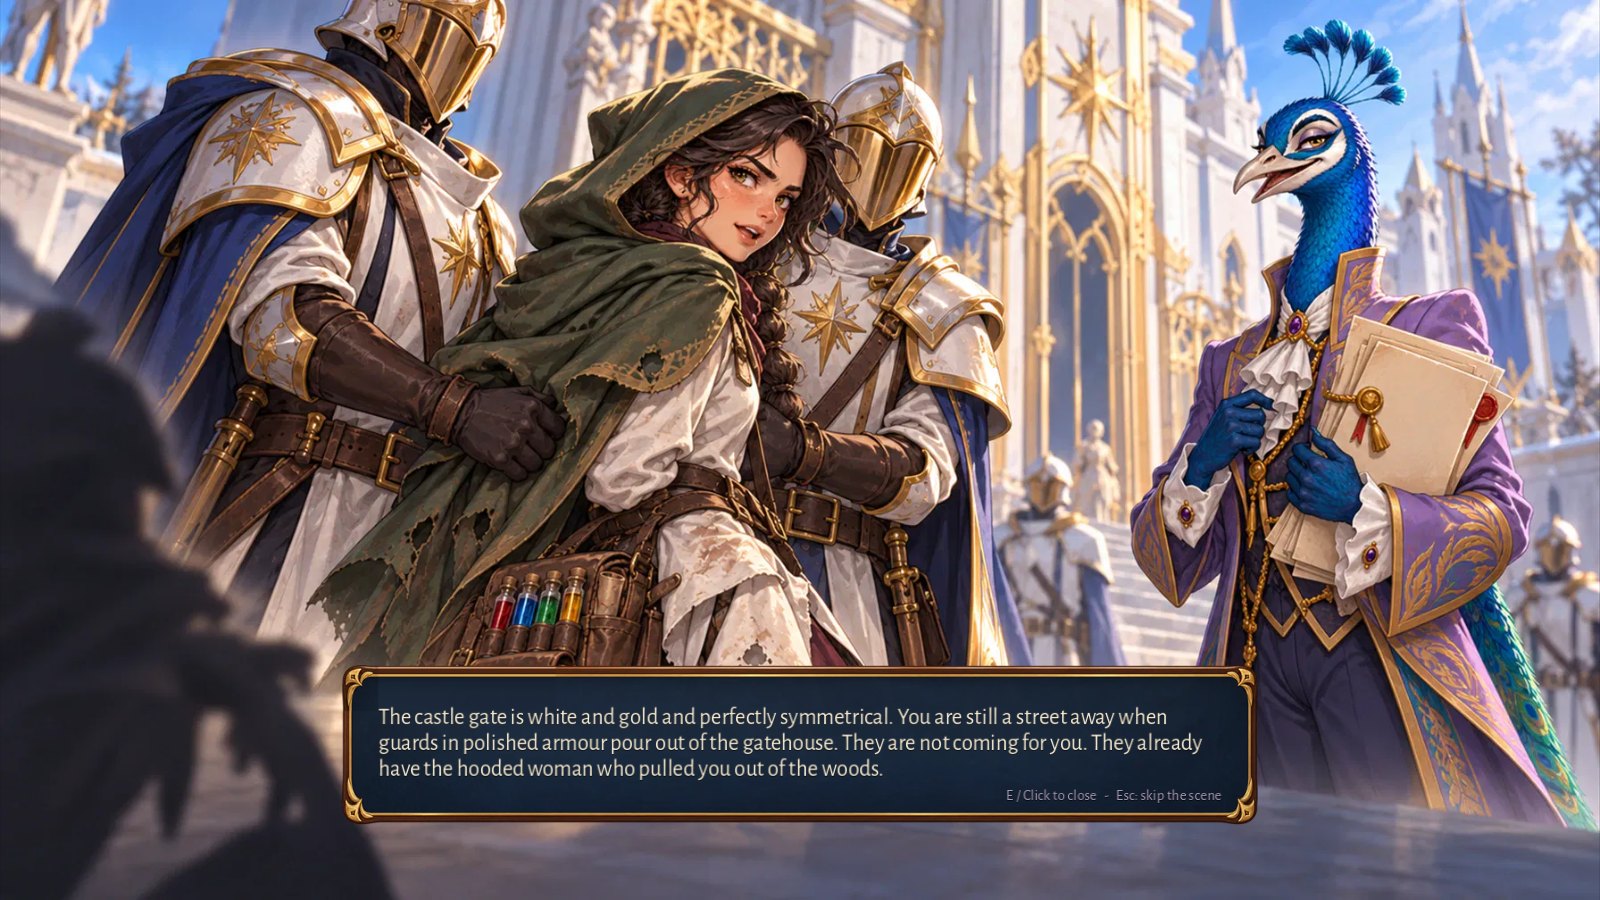 The castle gate is white and gold and perfectly symmetrical. You are still a street away when
guards in polished armour pour out of the gatehouse. They are not coming for you. They already
have the hooded woman who pulled you out of the woods.
E / Click to close - Esc: skip the scene